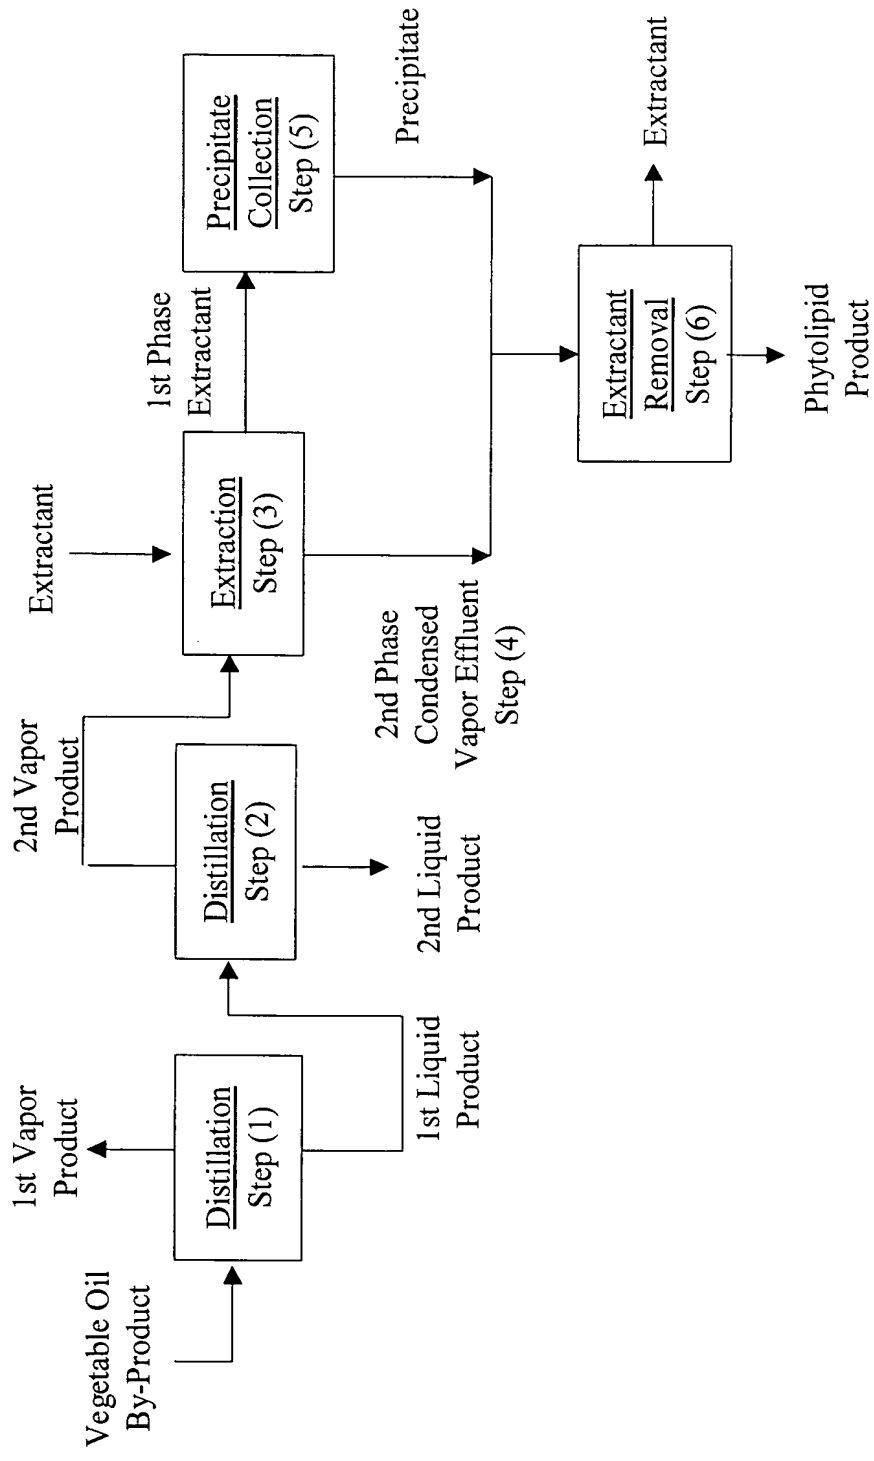 Vegetable Oil
By-Product
1st Vapor
Product
Distillation
Step (1)
1st Liquid
Product
2nd Vapor
Product
Distillation
Step (2)
2nd Liquid
Product
Extractant
Extraction
Step (3)
2nd Phase
Condensed
Vapor Effluent
Step (4)
1st Phase
Extractant
Precipitate
Collection
Step (5)
Precipitate
Extractant
Removal
Step (6)
Extractant
Phytolipid
Product